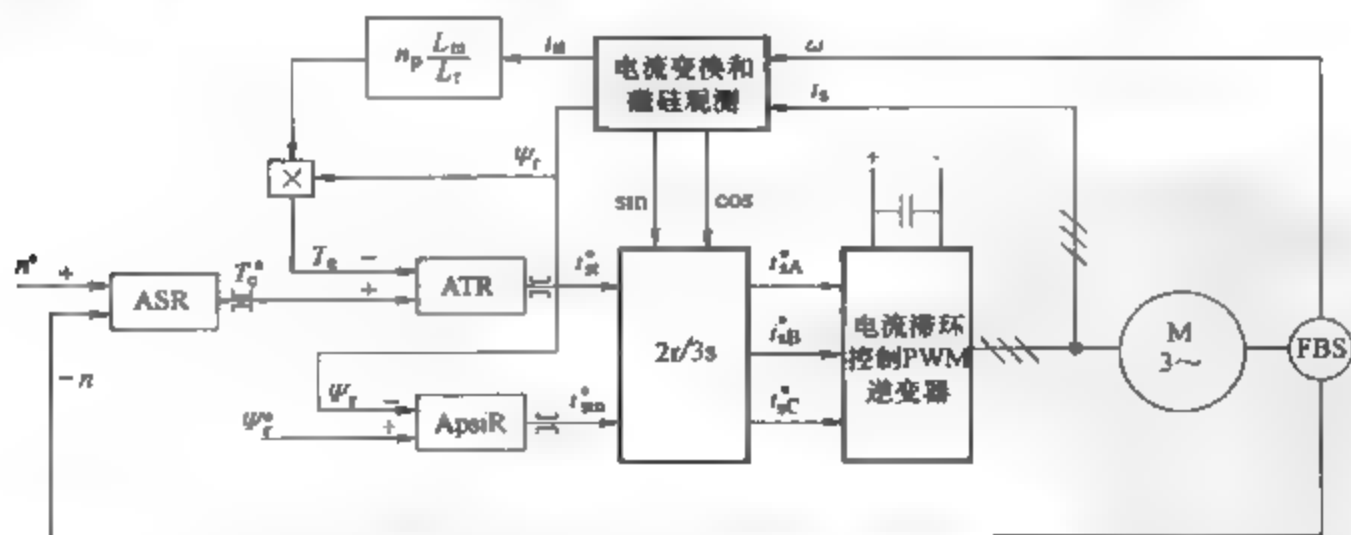 n_p L_m/L_r
i_st
电流变换和
磁硅观测
ω
i_s
×
ψ_r
sin
cos
+
-
n*
+
ASR
T_e*
T_e
−
+
ATR
i_st*
2r/3s
i_sA*
i_sB*
i_sC*
电流滞环
控制PWM
逆变器
M
3~
FBS
-n
ψ_r
−
ψ_r*
+
ApsiR
i_sm*